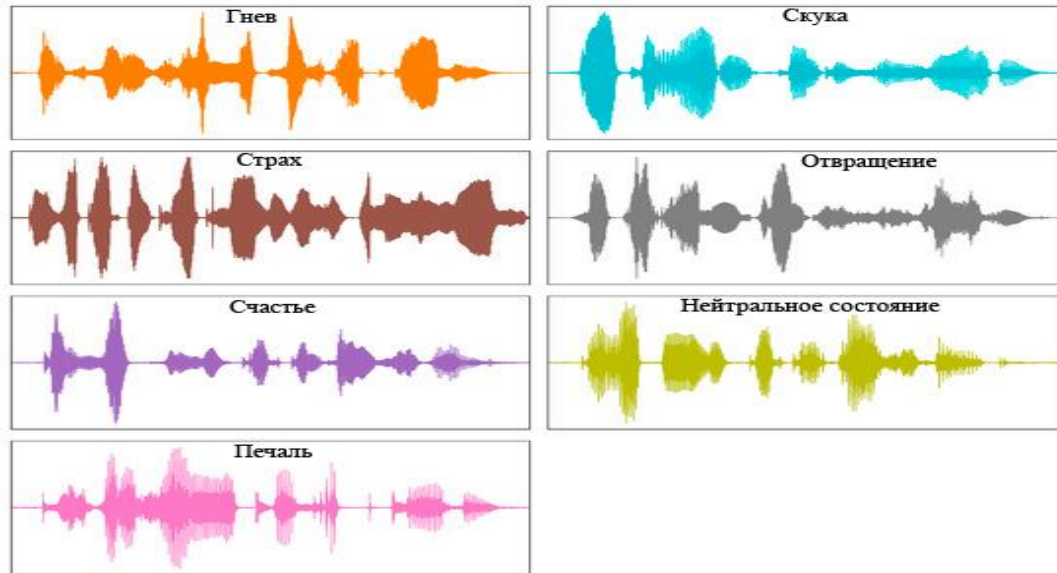 Гнев
Скука
Страх
Отвращение
Счастье
Нейтральное состояние
Печаль